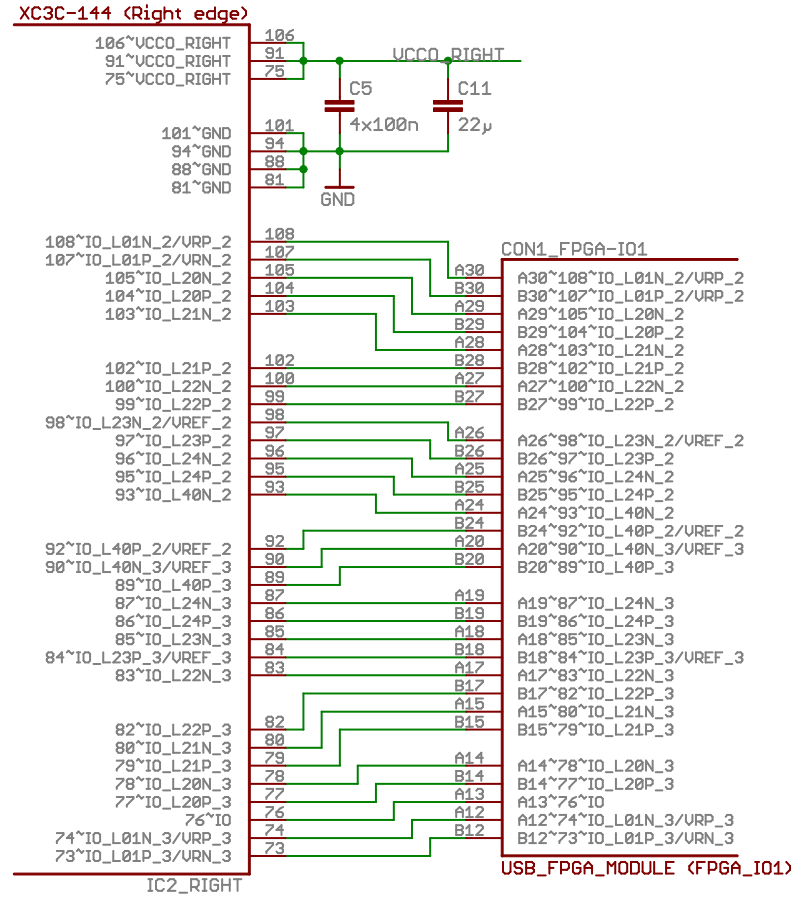 XC3C-144 (Right edge)
106~VCCO_RIGHT 106
91~VCCO_RIGHT 91 VCCO_RIGHT
75~VCCO_RIGHT 75
C5 C11
4x100n 22µ
101~GND 101
94~GND 94
88~GND 88
81~GND 81
GND
108~IO_L01N_2/VRP_2 108
107~IO_L01P_2/VRN_2 107
105~IO_L20N_2 105
104~IO_L20P_2 104
103~IO_L21N_2 103
102~IO_L21P_2 102
100~IO_L22N_2 100
99~IO_L22P_2 99
98~IO_L23N_2/VREF_2 98
97~IO_L23P_2 97
96~IO_L24N_2 96
95~IO_L24P_2 95
93~IO_L40N_2 93
92~IO_L40P_2/VREF_2 92
90~IO_L40N_3/VREF_3 90
89~IO_L40P_3 89
87~IO_L24N_3 87
86~IO_L24P_3 86
85~IO_L23N_3 85
84~IO_L23P_3/VREF_3 84
83~IO_L22N_3 83
82~IO_L22P_3 82
80~IO_L21N_3 80
79~IO_L21P_3 79
78~IO_L20N_3 78
77~IO_L20P_3 77
76~IO 76
74~IO_L01N_3/VRP_3 74
73~IO_L01P_3/VRN_3 73
IC2_RIGHT
CON1_FPGA-IO1
A30 A30~108~IO_L01N_2/VRP_2
B30 B30~107~IO_L01P_2/VRP_2
A29 A29~105~IO_L20N_2
B29 B29~104~IO_L20P_2
A28 A28~103~IO_L21N_2
B28 B28~102~IO_L21P_2
A27 A27~100~IO_L22N_2
B27 B27~99~IO_L22P_2
A26 A26~98~IO_L23N_2/VREF_2
B26 B26~97~IO_L23P_2
A25 A25~96~IO_L24N_2
B25 B25~95~IO_L24P_2
A24 A24~93~IO_L40N_2
B24 B24~92~IO_L40P_2/VREF_2
A20 A20~90~IO_L40N_3/VREF_3
B20 B20~89~IO_L40P_3
A19 A19~87~IO_L24N_3
B19 B19~86~IO_L24P_3
A18 A18~85~IO_L23N_3
B18 B18~84~IO_L23P_3/VREF_3
A17 A17~83~IO_L22N_3
B17 B17~82~IO_L22P_3
A15 A15~80~IO_L21N_3
B15 B15~79~IO_L21P_3
A14 A14~78~IO_L20N_3
B14 B14~77~IO_L20P_3
A13 A13~76~IO
A12 A12~74~IO_L01N_3/VRP_3
B12 B12~73~IO_L01P_3/VRN_3
USB_FPGA_MODULE (FPGA_IO1)